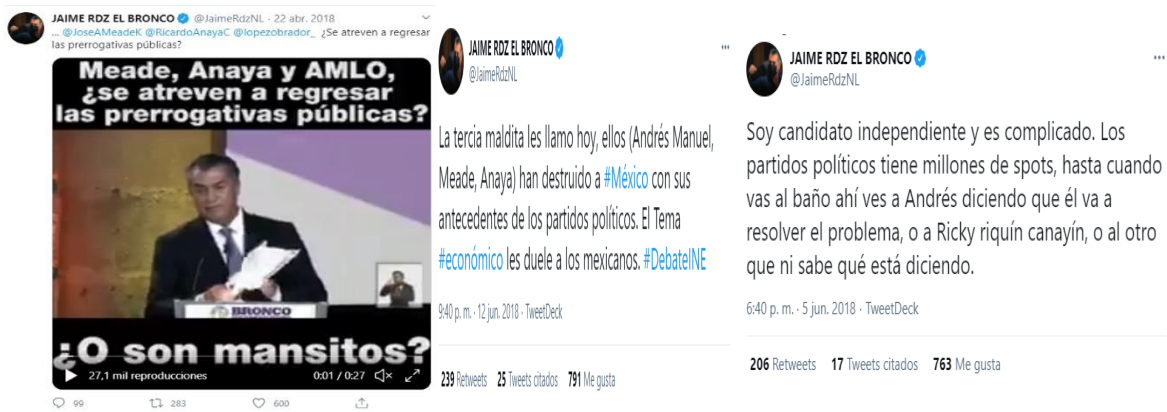 JAIME RDZ EL BRONCO @JaimeRdzNL · 22 abr. 2018
... @JoseAMeadeK @RicardoAnayaC @lopezobrador_ ¿Se atreven a regresar
las prerrogativas públicas?
Meade, Anaya y AMLO,
¿se atreven a regresar
las prerrogativas públicas?
BRONCO
¿O son mansitos?
27,1 mil reproducciones
0:01 / 0:27
99 283 600
JAIME RDZ EL BRONCO
@JaimeRdzNL
La tercia maldita les llamo hoy, ellos (Andrés Manuel,
Meade, Anaya) han destruido a #México con sus
antecedentes de los partidos políticos. El Tema
#económico les duele a los mexicanos. #DebateINE
9:40 p. m. · 12 jun. 2018 · TweetDeck
239 Retweets 25 Tweets citados 791 Me gusta
JAIME RDZ EL BRONCO
@JaimeRdzNL
Soy candidato independiente y es complicado. Los
partidos políticos tiene millones de spots, hasta cuando
vas al baño ahí ves a Andrés diciendo que él va a
resolver el problema, o a Ricky riquín canayín, o al otro
que ni sabe qué está diciendo.
6:40 p. m. · 5 jun. 2018 · TweetDeck
206 Retweets 17 Tweets citados 763 Me gusta